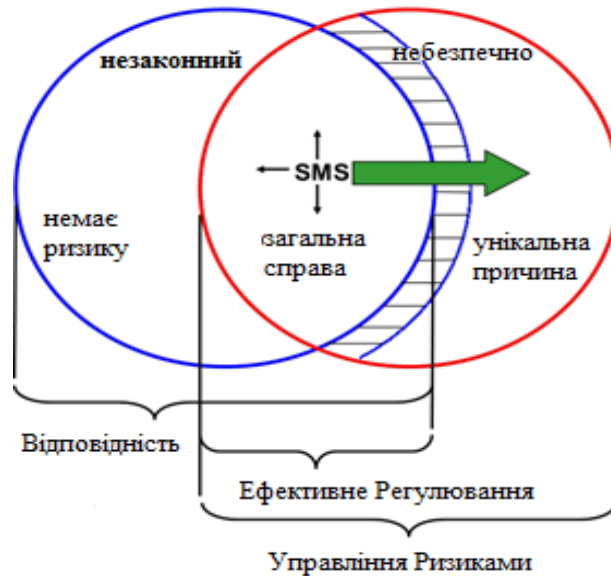 незаконний
небезпечно
SMS
немає
ризику
загальна
справа
унікальна
причина
Відповідність
Ефективне Регулювання
Управління Ризиками